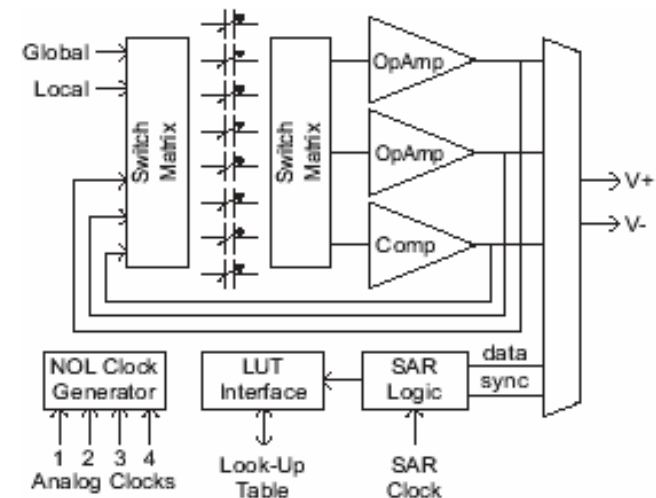 Global
Local
Switch
Matrix
Switch
Matrix
OpAmp
OpAmp
Comp
V+
V-
NOL Clock
Generator
LUT
Interface
SAR
Logic
data
sync
1 2 3 4
Analog Clocks
Look-Up
Table
SAR
Clock